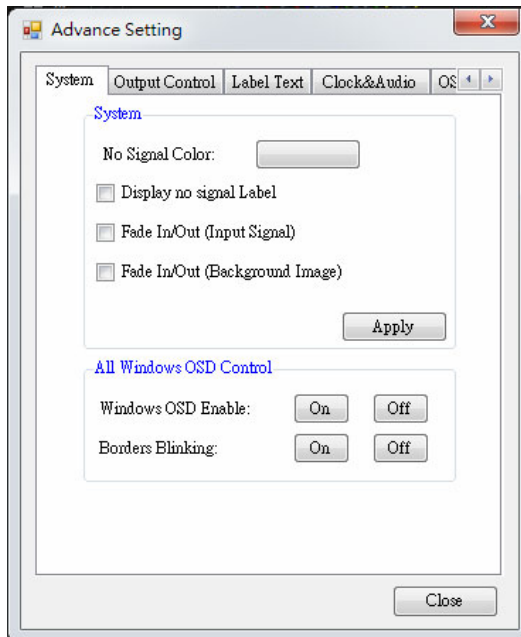 Advance Setting
System Output Control Label Text Clock&Audio OS
System
No Signal Color:
Display no signal Label
Fade In/Out (Input Signal)
Fade In/Out (Background Image)
Apply
All Windows OSD Control
Windows OSD Enable: On Off
Borders Blinking: On Off
Close